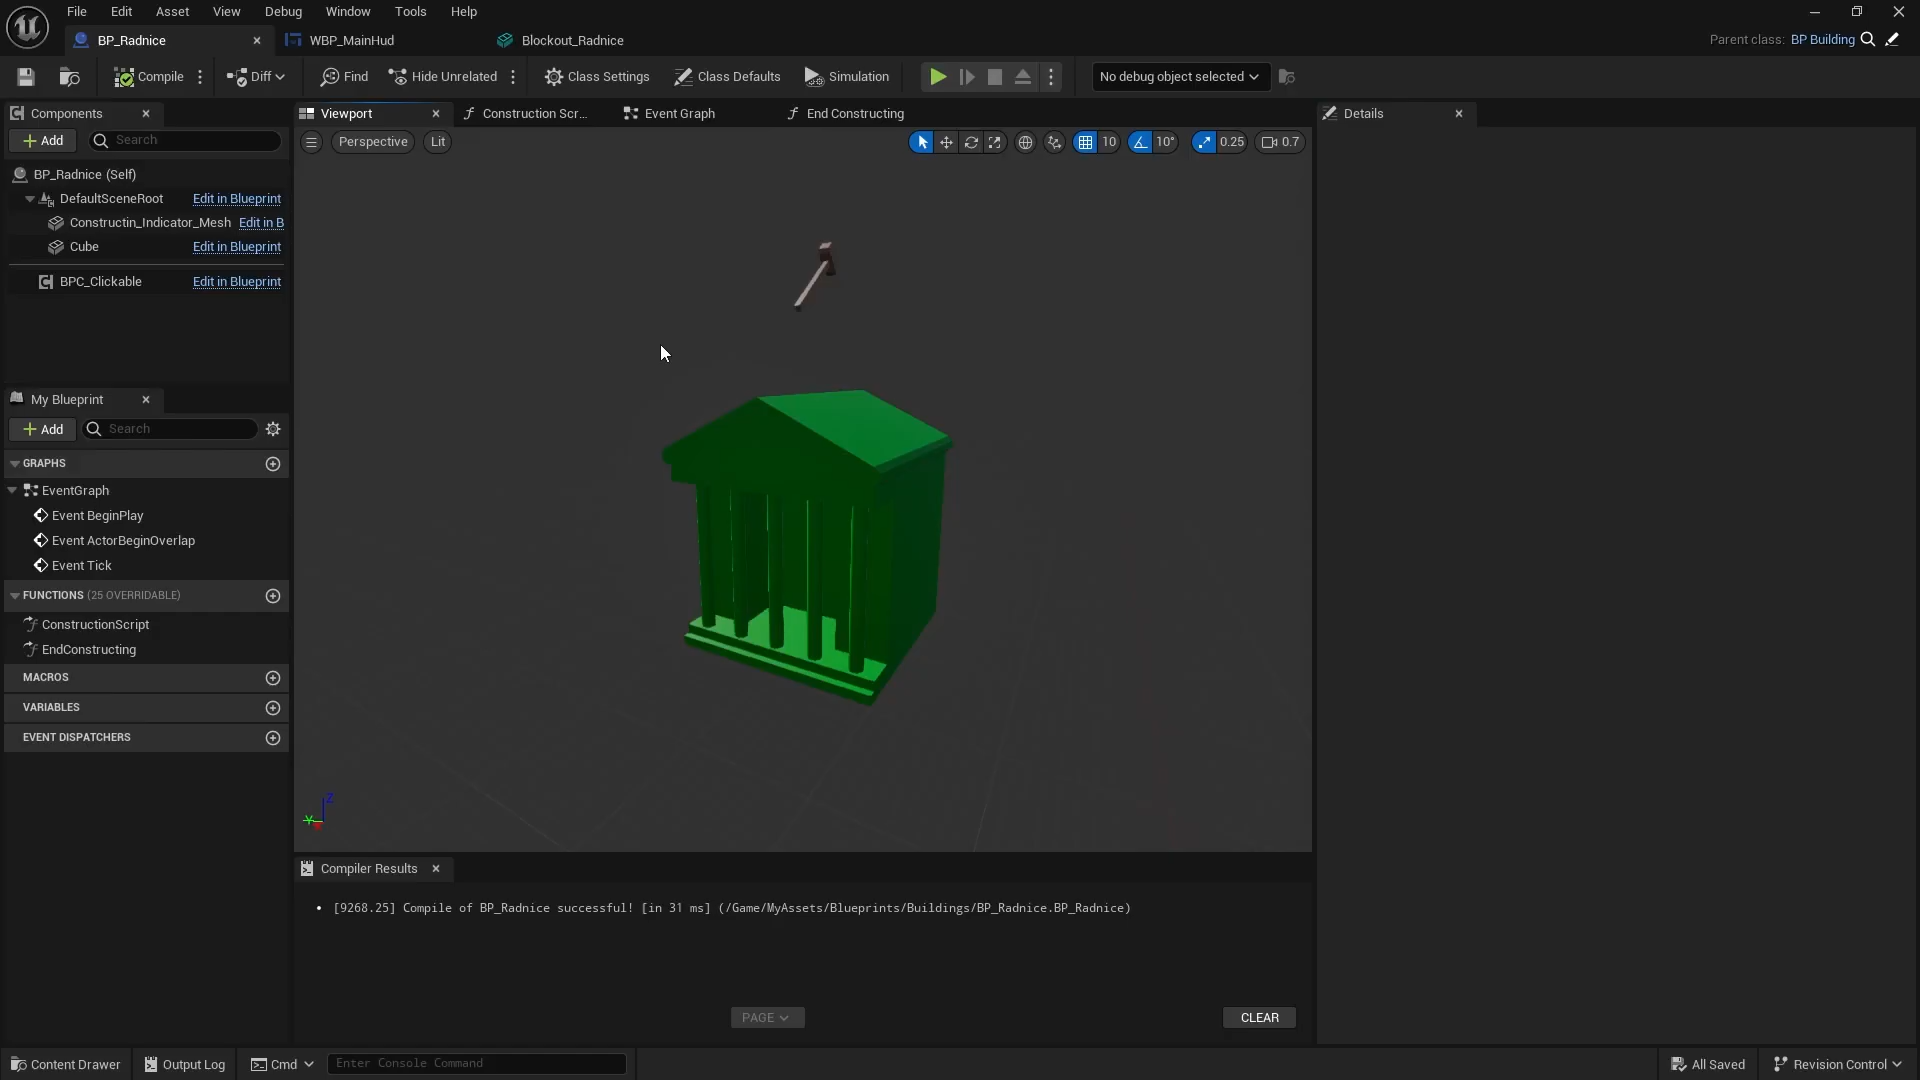 File Edit Asset View Debug Window Tools Help
BP_Radnice WBP_MainHud Blockout_Radnice Parent class: BP Building
Compile Diff Find Hide Unrelated Class Settings Class Defaults Simulation No debug object selected
Components Viewport Construction Scr... Event Graph End Constructing Details
Add Search Perspective Lit 10 10° 0.25 0.7
BP_Radnice (Self)
DefaultSceneRoot Edit in Blueprint
Constructin_Indicator_Mesh Edit in B
Cube Edit in Blueprint
BPC_Clickable Edit in Blueprint
My Blueprint
Add Search
GRAPHS
EventGraph
Event BeginPlay
Event ActorBeginOverlap
Event Tick
FUNCTIONS (25 OVERRIDABLE)
ConstructionScript
EndConstructing
MACROS
VARIABLES
EVENT DISPATCHERS
Z
Y
Compiler Results
[9268.25] Compile of BP_Radnice successful! [in 31 ms] (/Game/MyAssets/Blueprints/Buildings/BP_Radnice.BP_Radnice)
PAGE CLEAR
Content Drawer Output Log Cmd Enter Console Command All Saved Revision Control